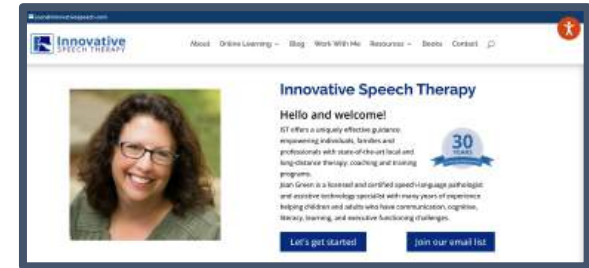 joan@innovativespeech.com
Innovative
SPEECH THERAPY
About Online Learning Blog Work With Me Resources Books Contact
Innovative Speech Therapy
Hello and welcome!
IST offers a uniquely effective guidance
empowering individuals, families and
professionals with state-of-the-art local and
long-distance therapy, coaching and training
programs.
30
YEARS
Joan Green is a licensed and certified speech-language pathologist
and assistive technology specialist with many years of experience
helping children and adults who have communication, cognitive,
literacy, learning, and executive functioning challenges.
Let's get started
Join our email list